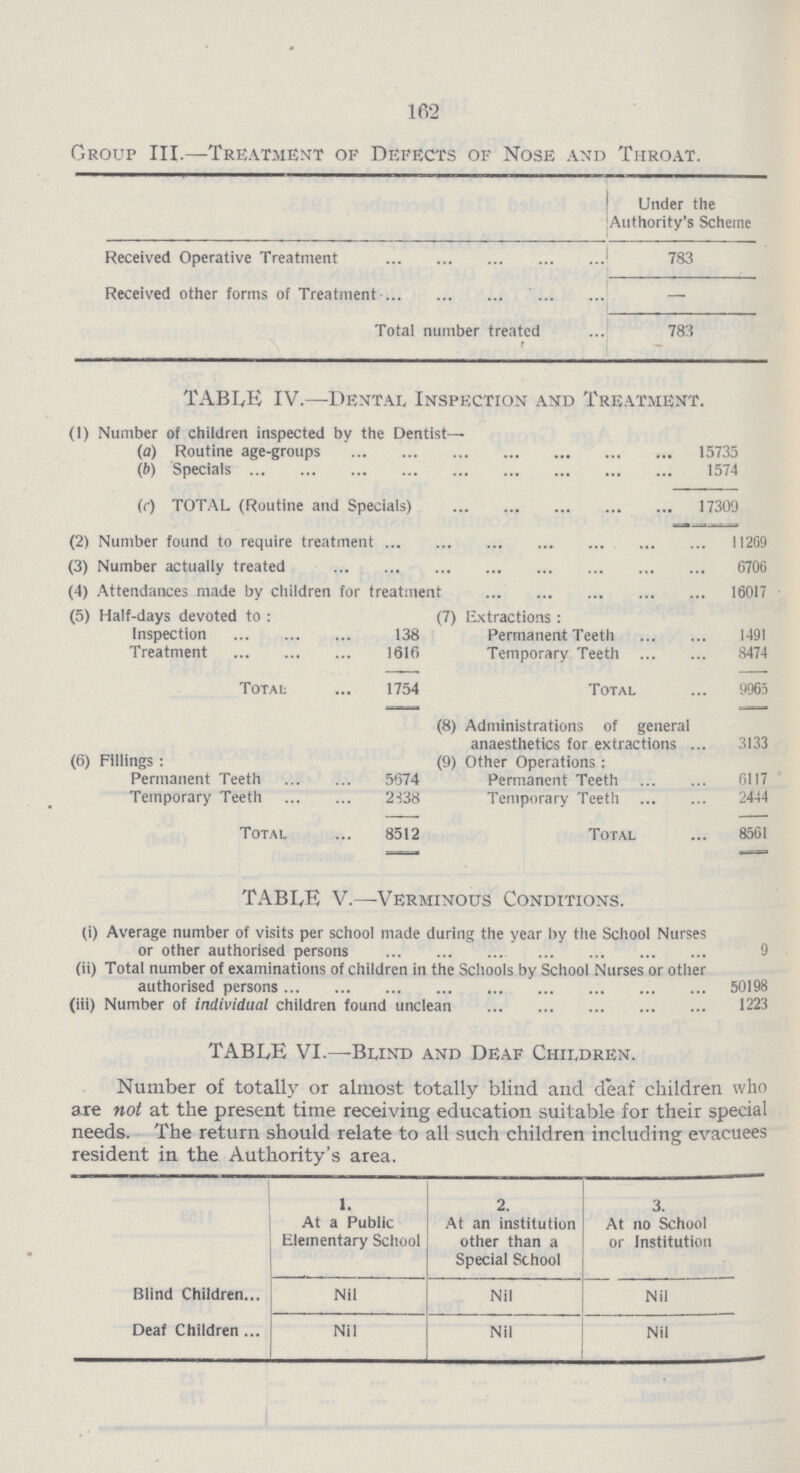 162
Group III.—Treatment of Defects of Nose and Throat.
Under the
Authority's Scheme
Received Operative Treatment ... ... ... ... ... 783
Received other forms of Treatment ... ... ... ... ... —
Total number treated ... 783
TABLE IV.—Dental Inspection and Treatment.
(1) Number of children inspected by the Dentist—
(a) Routine age-groups ... ... ... ... ... ... ... 15735
(b) Specials ... ... ... ... ... ... ... ... ... 1574
(c) TOTAL (Routine and Specials) ... ... ... ... ... 17309
(2) Number found to require treatment ... ... ... ... ... ... ... 11269
(3) Number actually treated ... ... ... ... ... ... ... ... 6706
(4) Attendances made by children for treatment ... ... ... ... ... 16017
(5) Half-days devoted to :
Inspection ... ... ... 138
Treatment ... ... ... 1616
Total ... 1754
(7) Extractions :
Permanent Teeth ... ... 1491
Temporary Teeth ... ... 8474
Total ... 9965
(8) Administrations of general
anaesthetics for extractions ... 3133
(6) Fillings :
Permanent Teeth ... ... 5674
Temporary Teeth ... ... 2838
Total ... 8512
(9) Other Operations :
Permanent Teeth ... ... 6117
Temporary Teeth ... ... 2444
Total ... 8561
TABLE V.—Verminous Conditions.
(i) Average number of visits per school made during the year by the School Nurses
or other authorised persons ... ... ... ... ... ... ... 9
(ii) Total number of examinations of children in the Schools by School Nurses or other
authorised persons ... ... ... ... ... ... ... ... ... 50198
(iii) Number of individual children found unclean ... ... ... ... ... 1223
TABLE VI.—Blind and Deaf Children.
Number of totally or almost totally blind and deaf children who
are not at the present time receiving education suitable for their special
needs. The return should relate to all such children including evacuees
resident in the Authority's area.
1.
At a Public
Elementary School
2.
At an institution
other than a
Special School
3.
At no School
or Institution
Blind Children... Nil Nil Nil
Deaf Children ... Nil Nil Nil